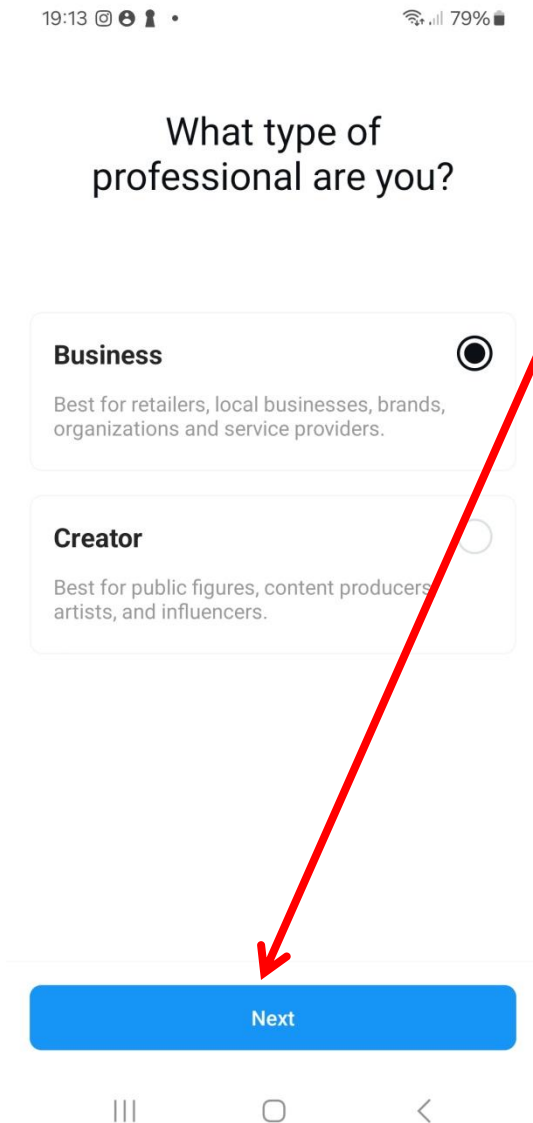 19:13
79%
What type of
professional are you?
Business
Best for retailers, local businesses, brands,
organizations and service providers.
Creator
Best for public figures, content producers
artists, and influencers.
Next